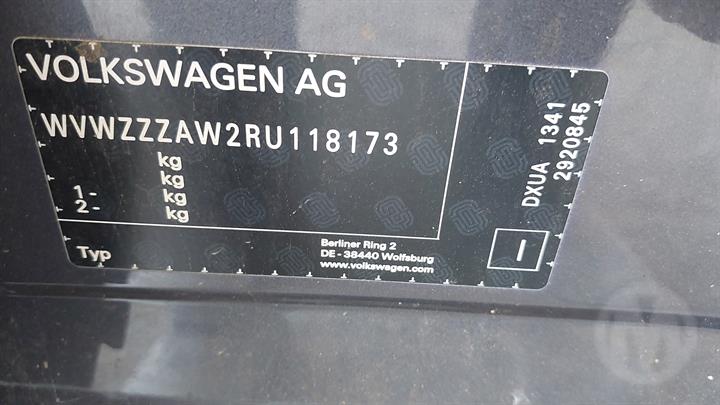 VOLKSWAGEN AG
WVWZZZAW2RU118173
kg
kg
1- kg
2- kg
Typ
Berliner Ring 2
DE - 38440 Wolfsburg
www.volkswagen.com
DXUA 1341
2920845
I